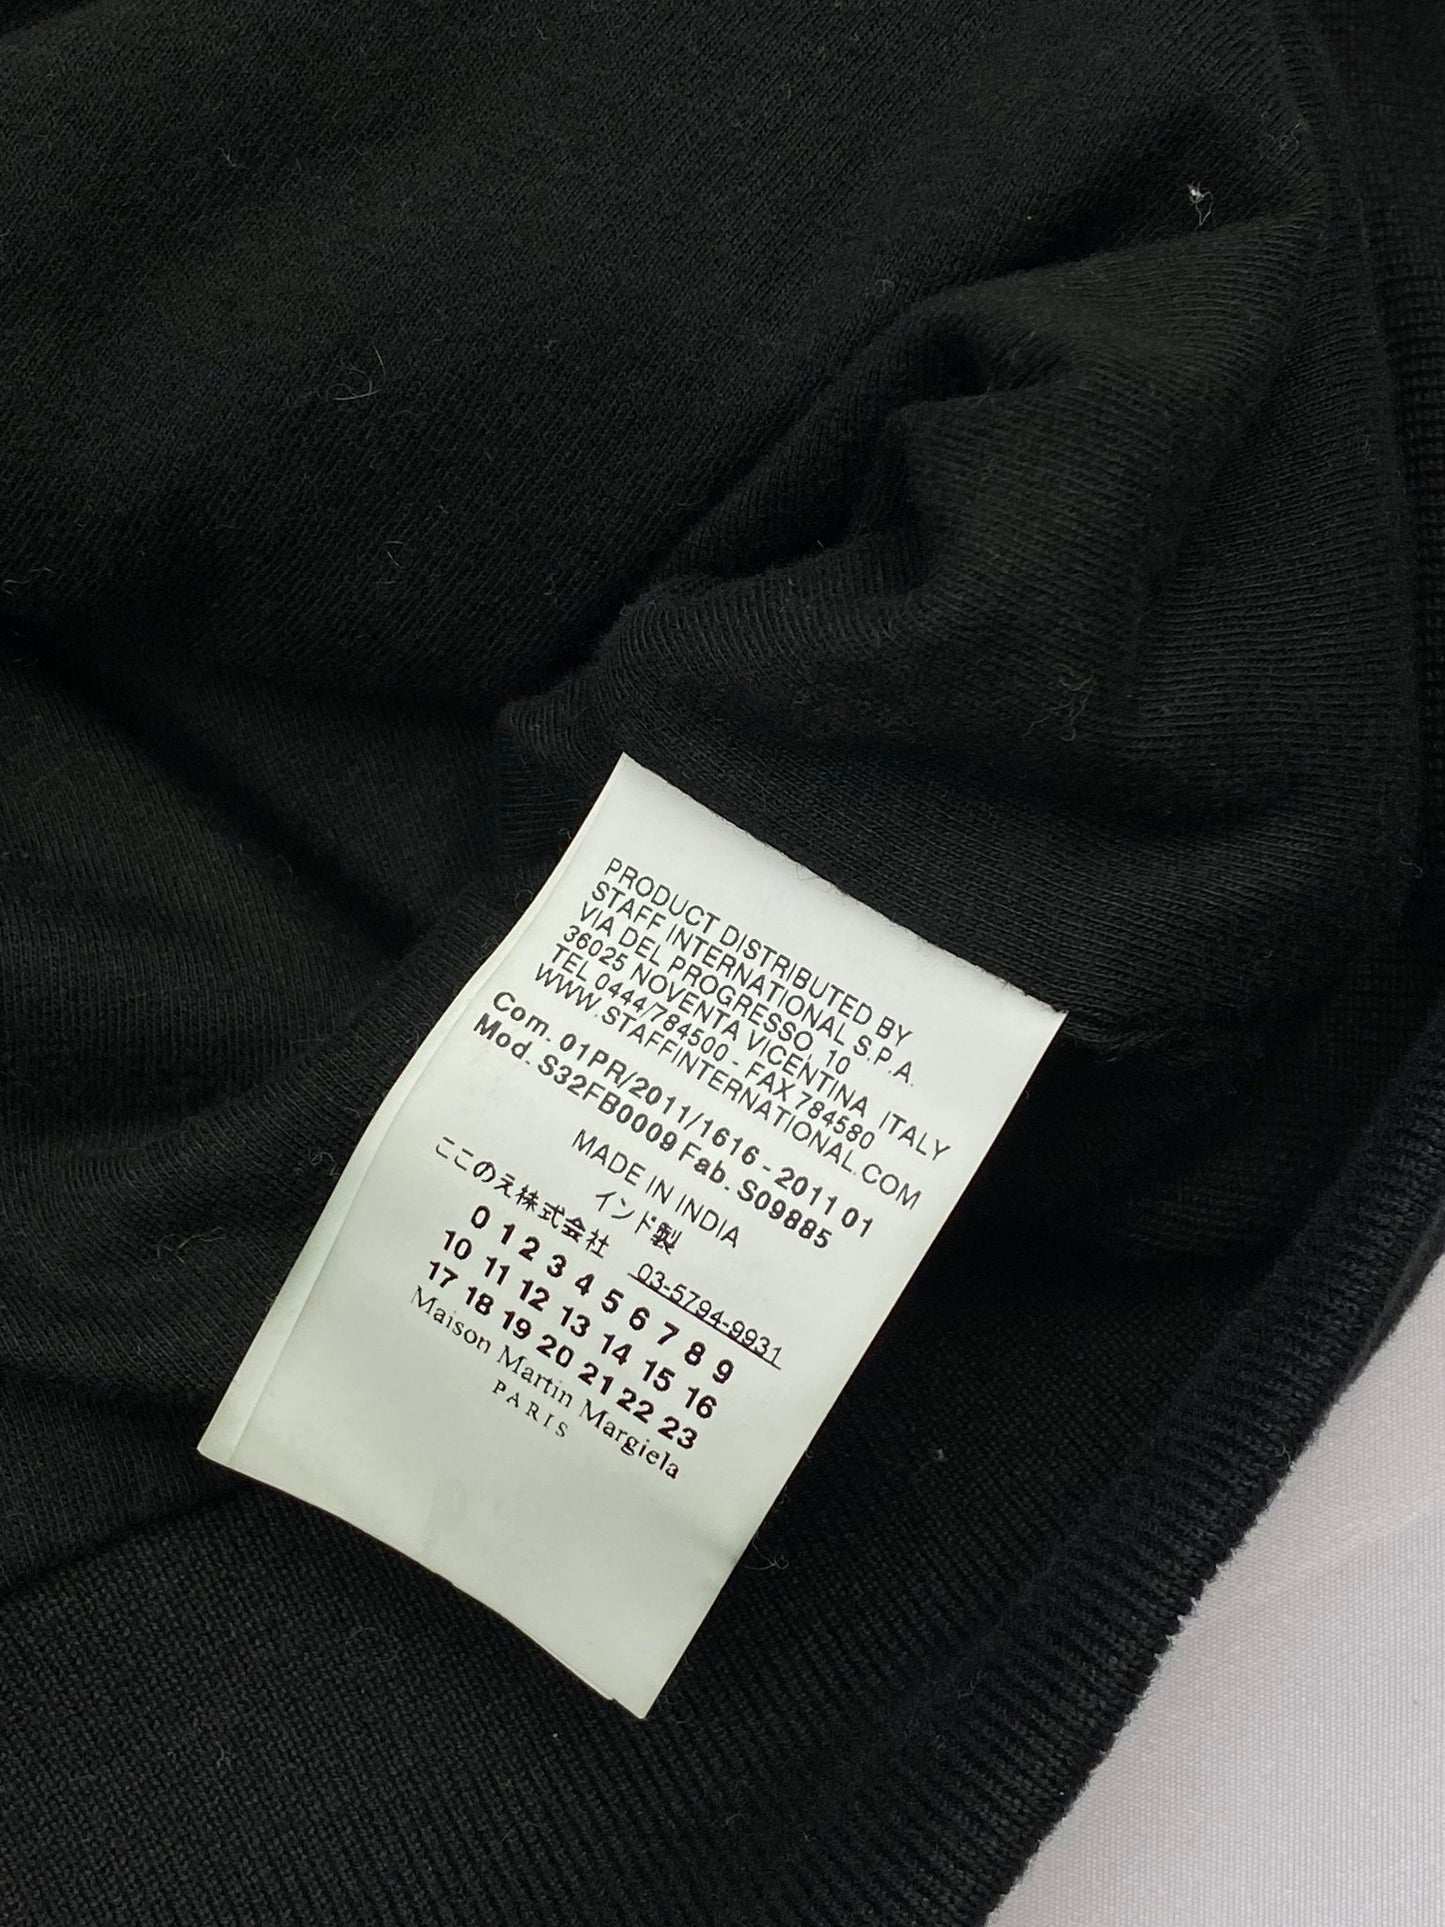 PRODUCT DISTRIBUTED BY
STAFF INTERNATIONAL S.P.A.
VIA DEL PROGRESSO, 10
36025 NOVENTA VICENTINA ITALY
TEL 0444/784500 - FAX 784580
WWW.STAFFINTERNATIONAL.COM
Com. 01PR/2011/1616 - 2011 01
Mod. S32FB0009 Fab. S09885
MADE IN INDIA
インド製
ここのえ株式会社 03-5794-9931
0 1 2 3 4 5 6 7 8 9
10 11 12 13 14 15 16
17 18 19 20 21 22 23
Maison Martin Margiela
PARIS